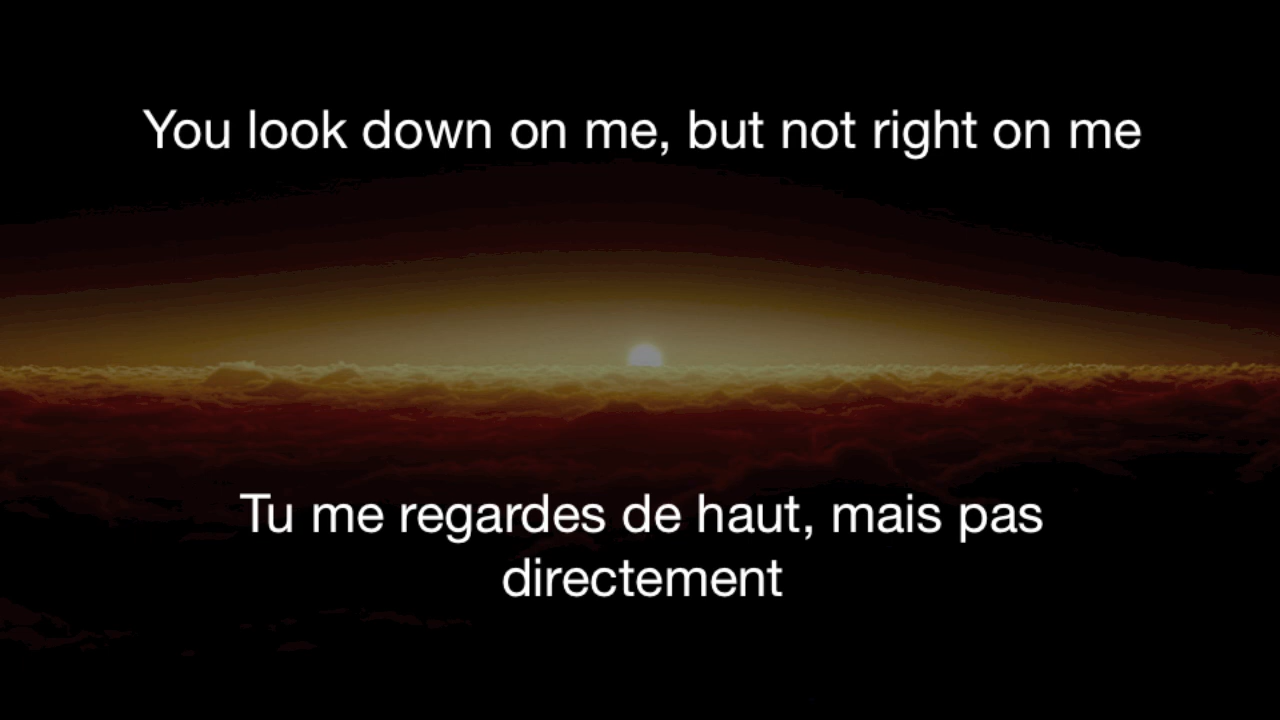 You look down on me, but not right on me
Tu me regardes de haut, mais pas
directement